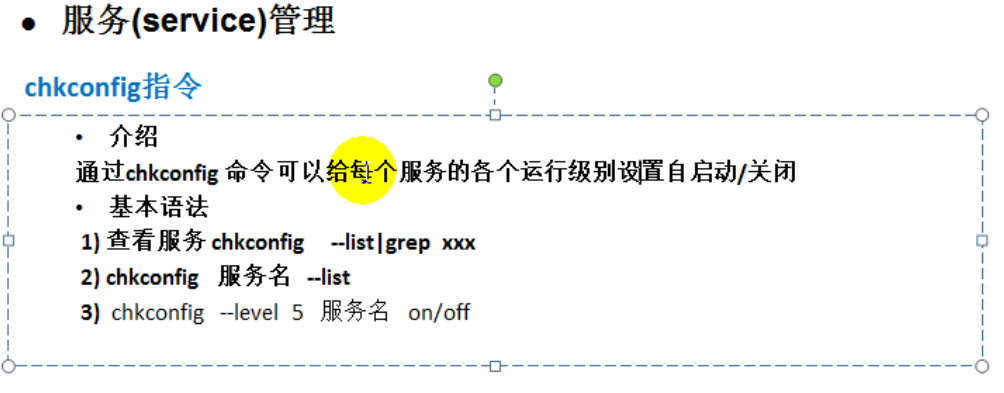 • 服务(service)管理
chkconfig指令
• 介绍
通过chkconfig 命令可以给每个服务的各个运行级别设置自启动/关闭
• 基本语法
1) 查看服务 chkconfig --list|grep xxx
2) chkconfig 服务名 --list
3) chkconfig --level 5 服务名 on/off